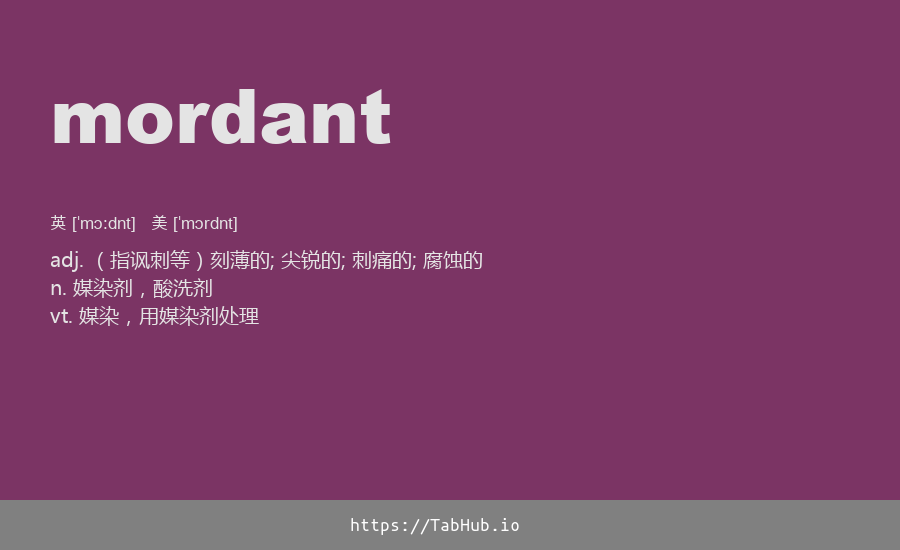 mordant
英 [ˈmɔːdnt] 美 [ˈmɔrdnt]
adj. （指讽刺等）刻薄的; 尖锐的; 刺痛的; 腐蚀的
n. 媒染剂，酸洗剂
vt. 媒染，用媒染剂处理
https://TabHub.io